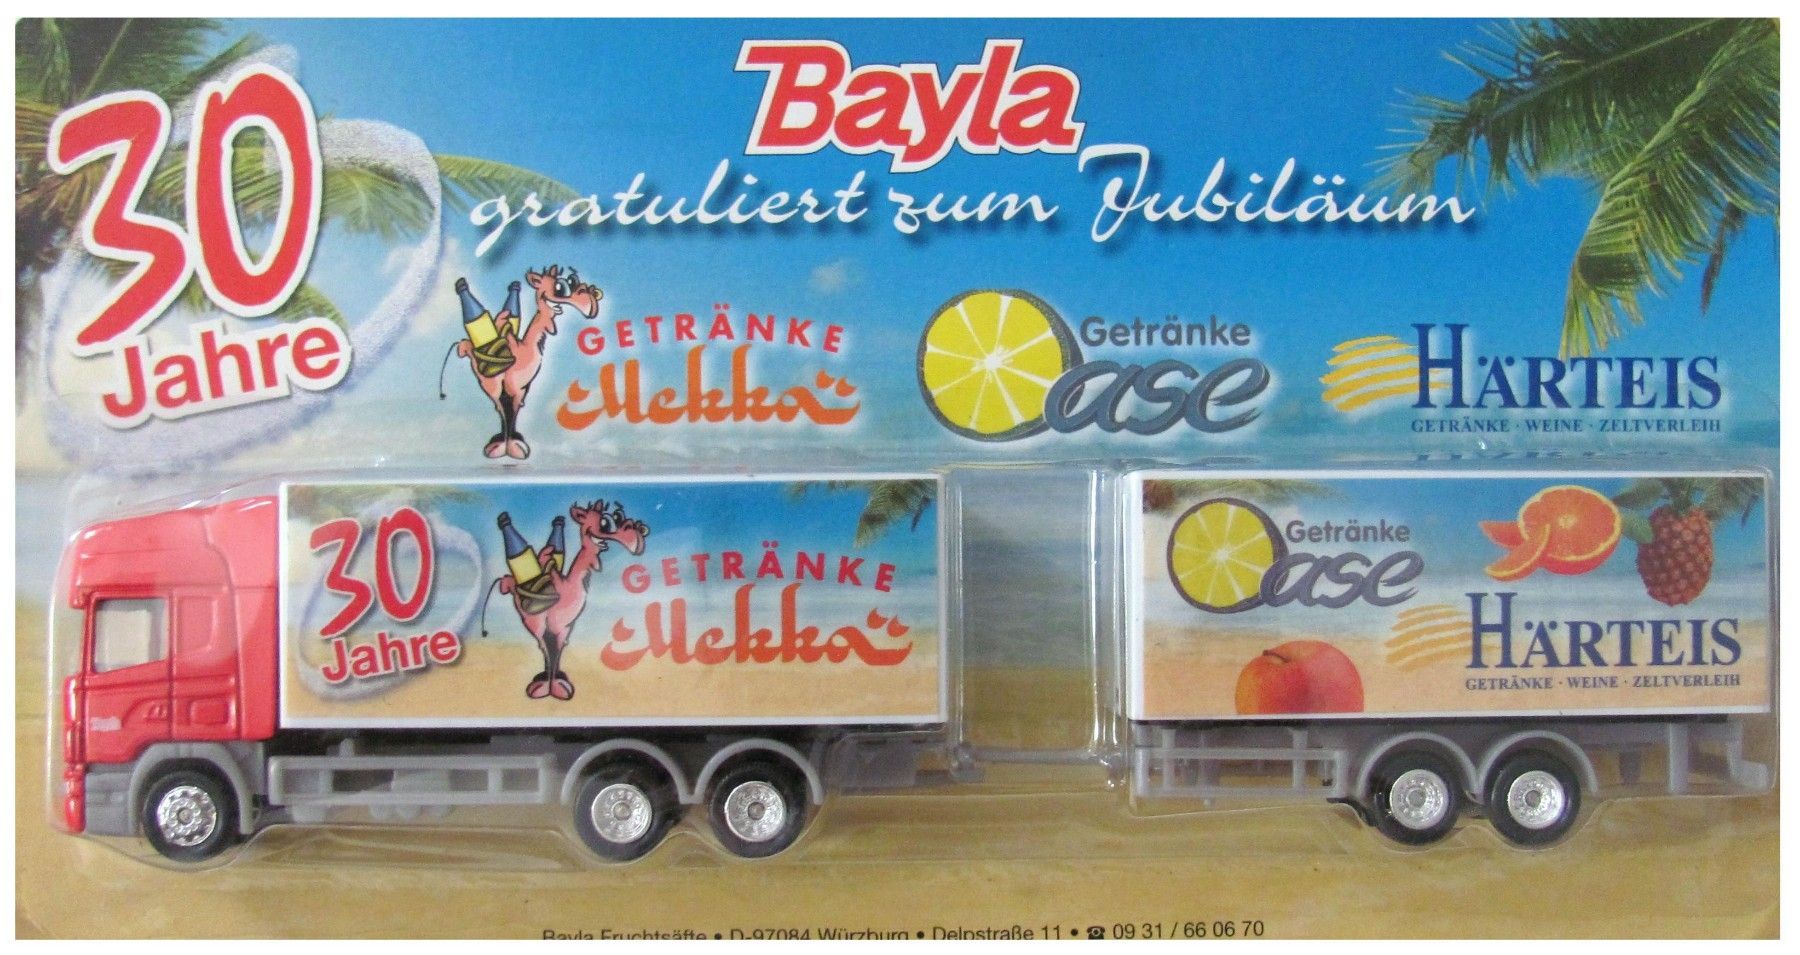 30
Jahre
Bayla
gratuliert zum Jubiläum
GETRÄNKE
Mekka
Getränke
Oase
HÄRTEIS
GETRÄNKE · WEINE · ZELTVERLEIH
30
Jahre
GETRÄNKE
Mekka
Getränke
Oase
HÄRTEIS
GETRÄNKE · WEINE · ZELTVERLEIH
Bayla Fruchtsäfte • D-97084 Würzburg • Delpstraße 11 • ☎ 09 31 / 66 06 70